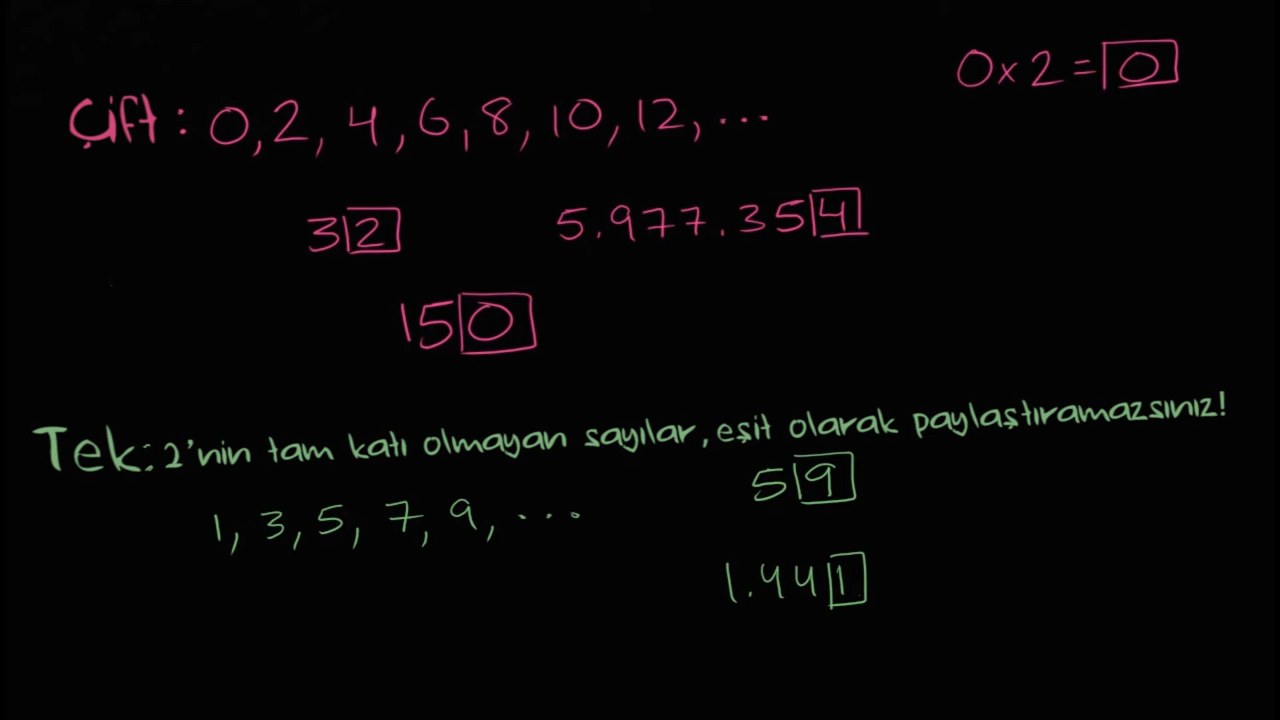 0x2=0
Çift: 0, 2, 4, 6, 8, 10, 12, ...
32 5.977.354
150
Tek: 2'nin tam katı olmayan sayılar, eşit olarak paylaştıramazsınız!
59
1, 3, 5, 7, 9, ...
1.441